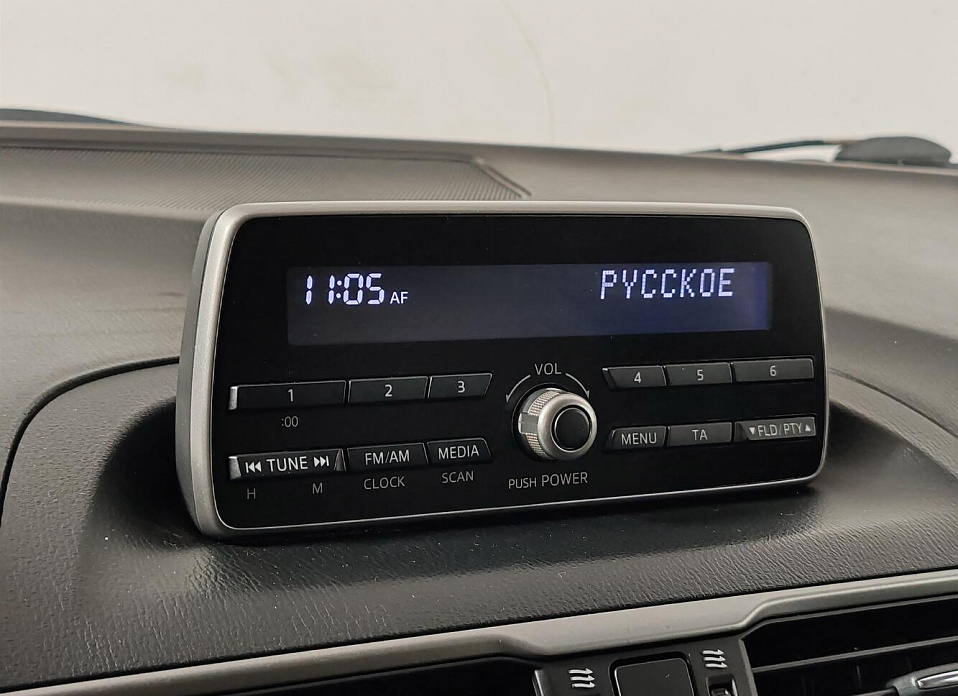 11:05 AF РУССКОЕ
VOL
1 2 3 4 5 6
:00
⏮ TUNE ⏭ FM/AM MEDIA MENU TA ▼FLD/PTY▲
H M CLOCK SCAN PUSH POWER